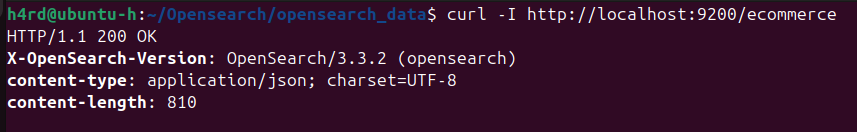 h4rd@ubuntu-h:~/Opensearch/opensearch_data$ curl -I http://localhost:9200/ecommerce
HTTP/1.1 200 OK
X-OpenSearch-Version: OpenSearch/3.3.2 (opensearch)
content-type: application/json; charset=UTF-8
content-length: 810